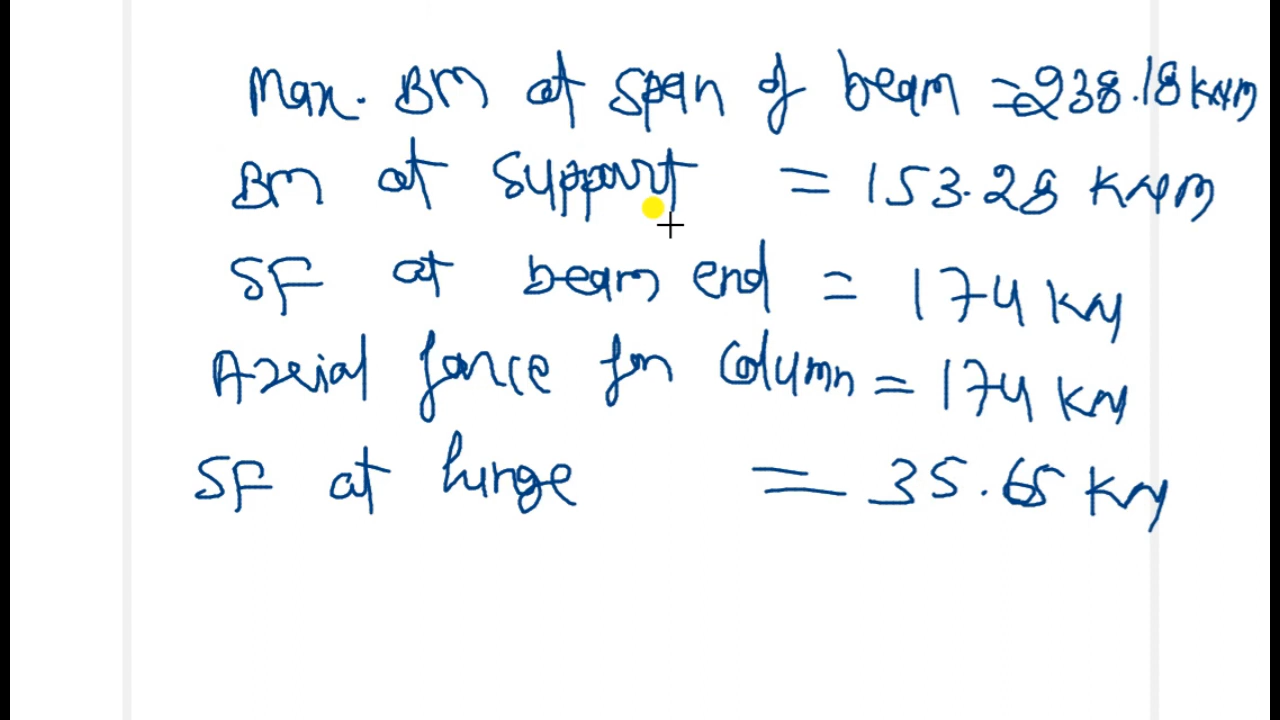 Max. BM at span of beam = 238.18 kNm
BM at support = 153.28 KNm
SF at beam end = 174 KN
Axial force for column = 174 KN
SF at hinge = 35.65 KN